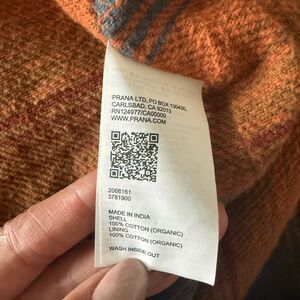 PRANA LTD, PO BOX 130430,
CARLSBAD, CA 92013
RN124977/CA00000
WWW.PRANA.COM
2066161
3781900
MADE IN INDIA
SHELL
100% COTTON (ORGANIC)
LINING
100% COTTON (ORGANIC)
WASH INSIDE OUT